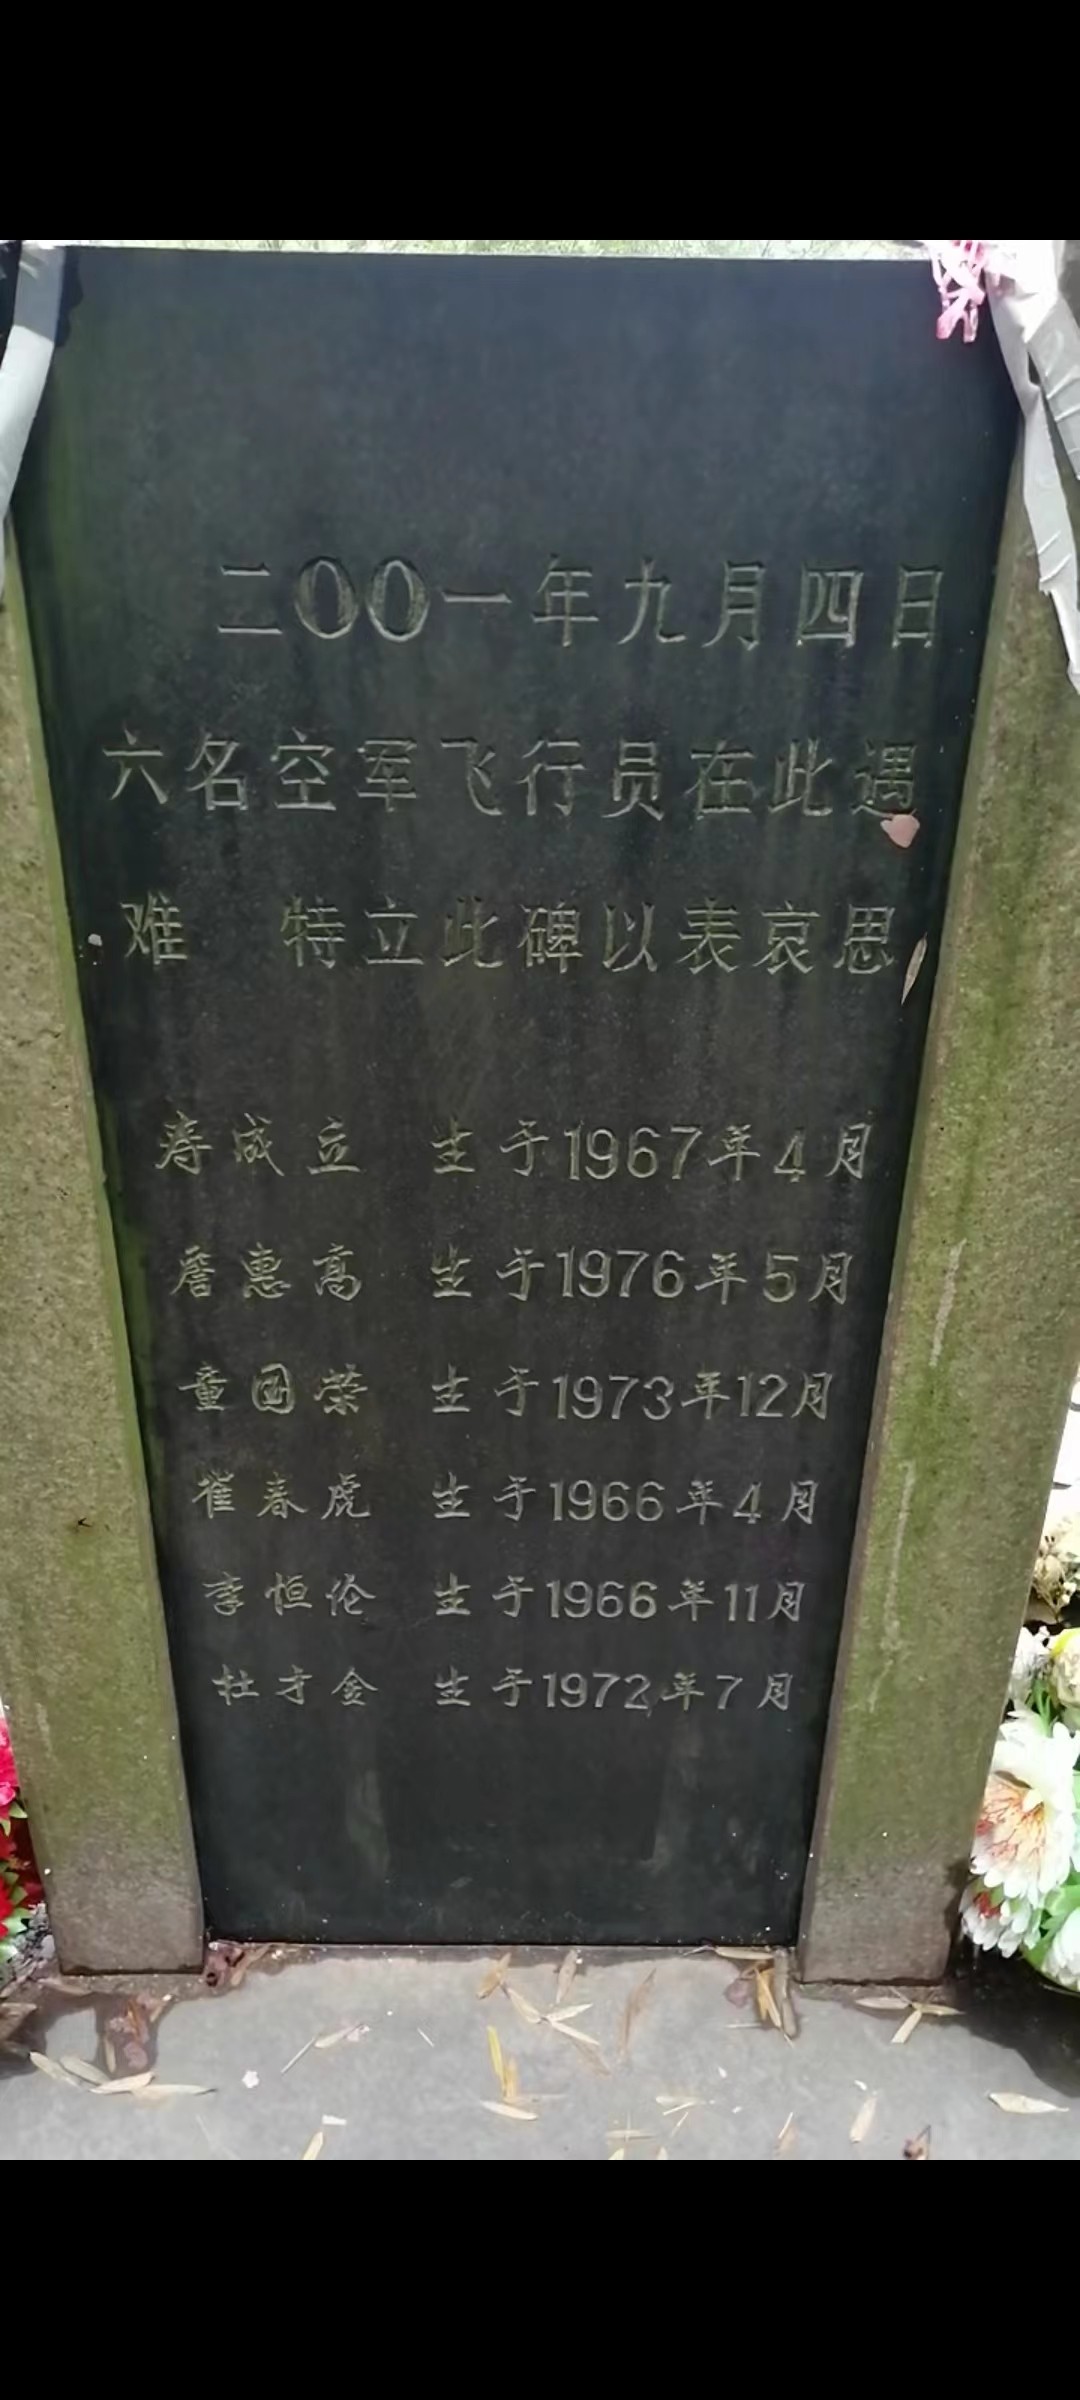 二〇〇一年九月四日
六名空军飞行员在此遇
难 特立此碑以表哀思
寿成立 生于1967年4月
詹惠高 生于1976年5月
童国荣 生于1973年12月
崔春虎 生于1966年4月
李恒伦 生于1966年11月
杜才金 生于1972年7月